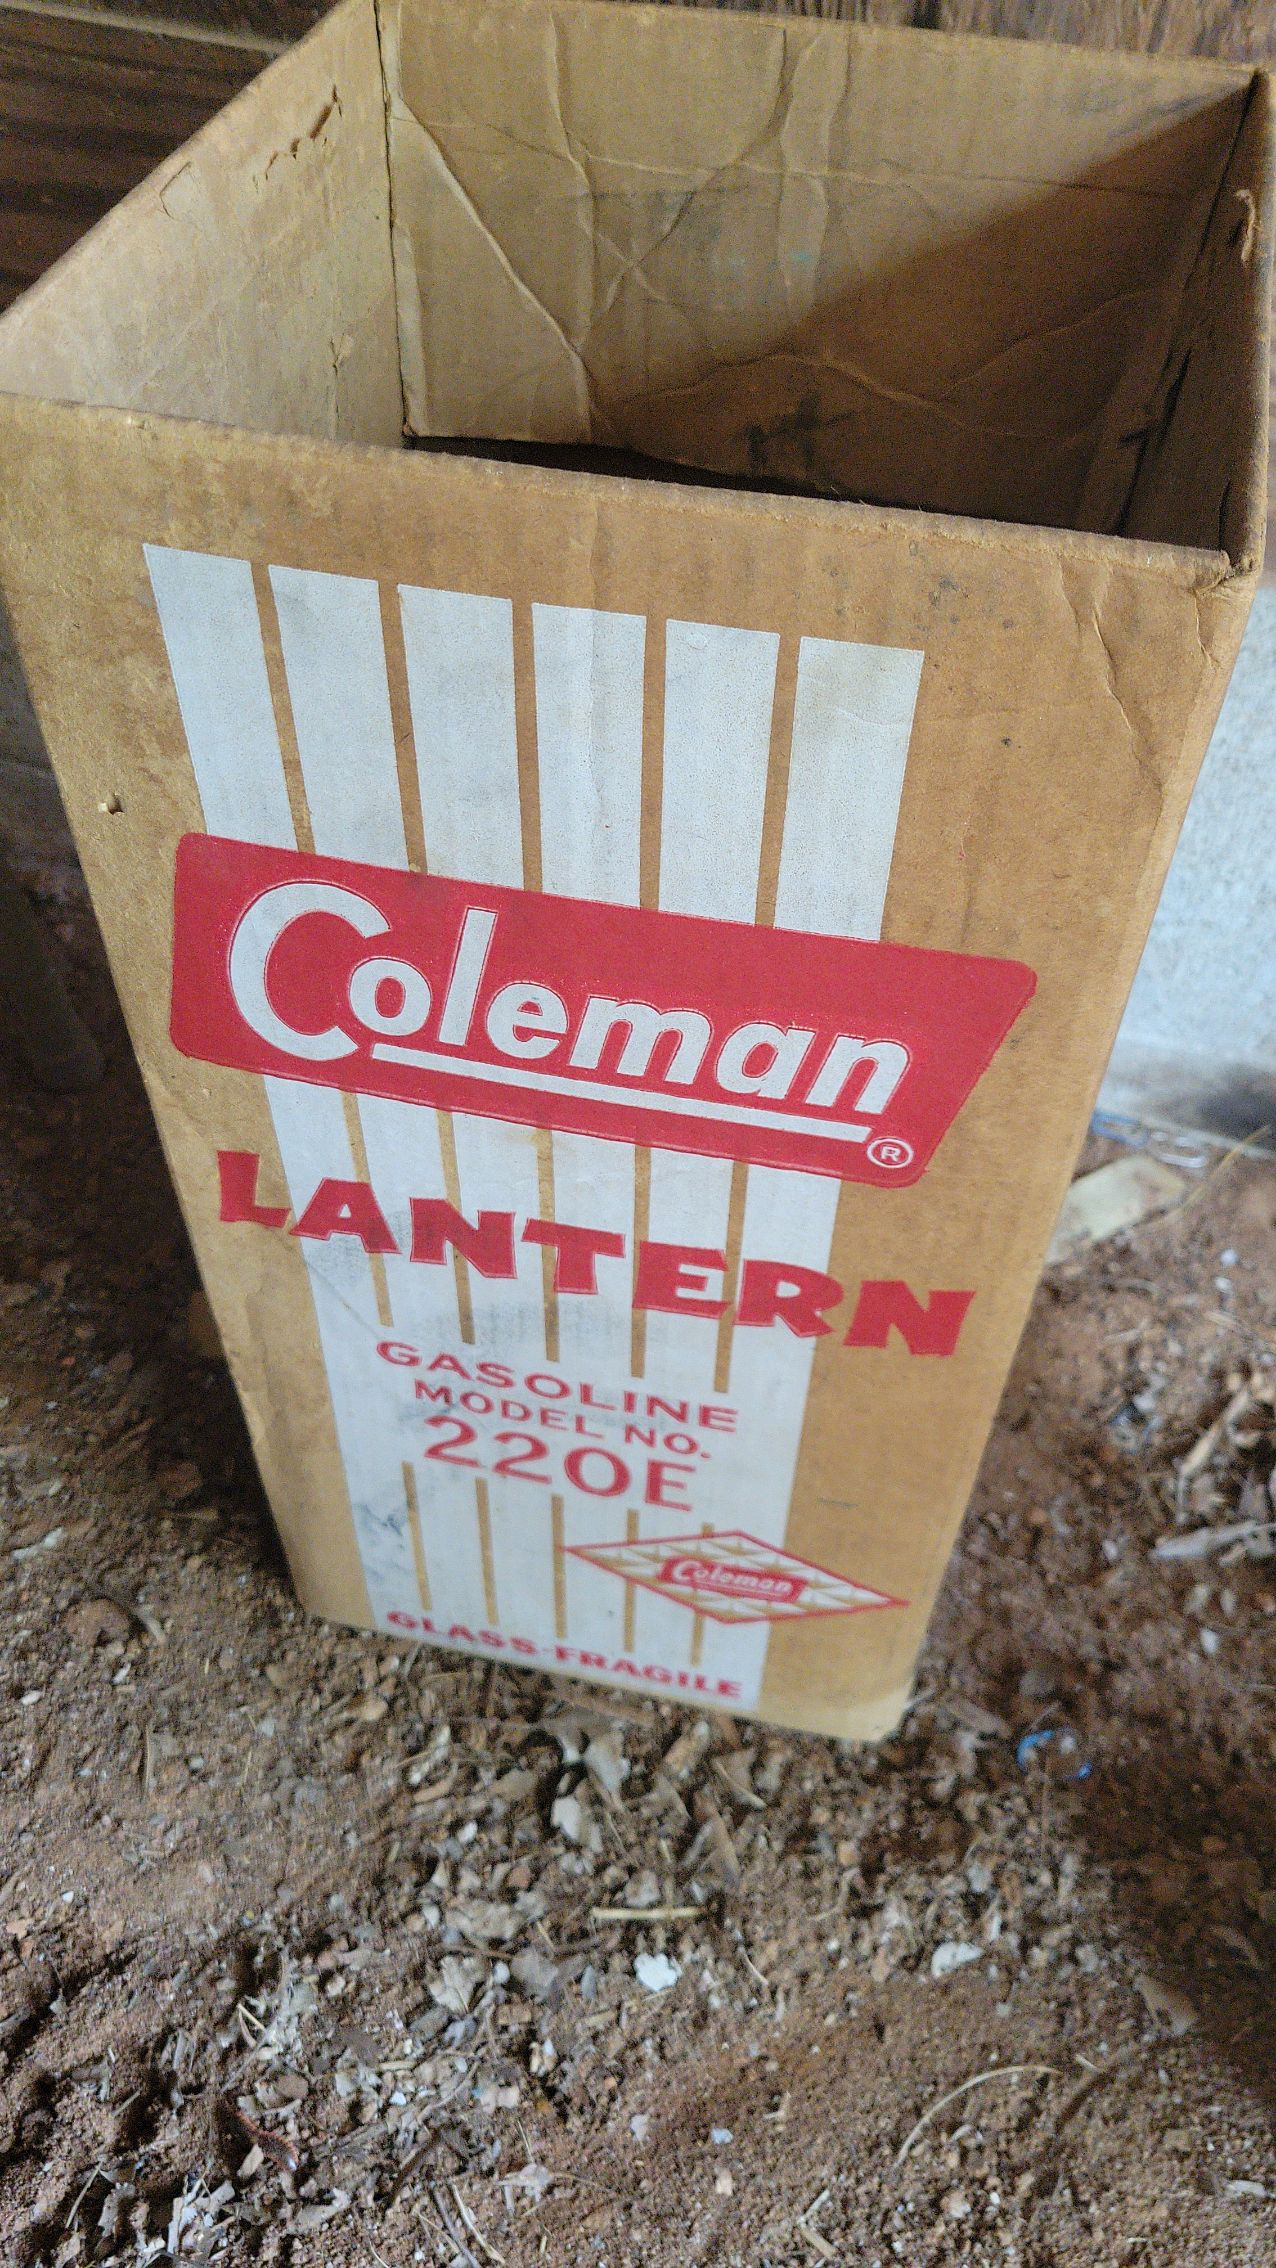 Coleman®
LANTERN
GASOLINE
MODEL NO.
220E
Coleman
GLASS-FRAGILE